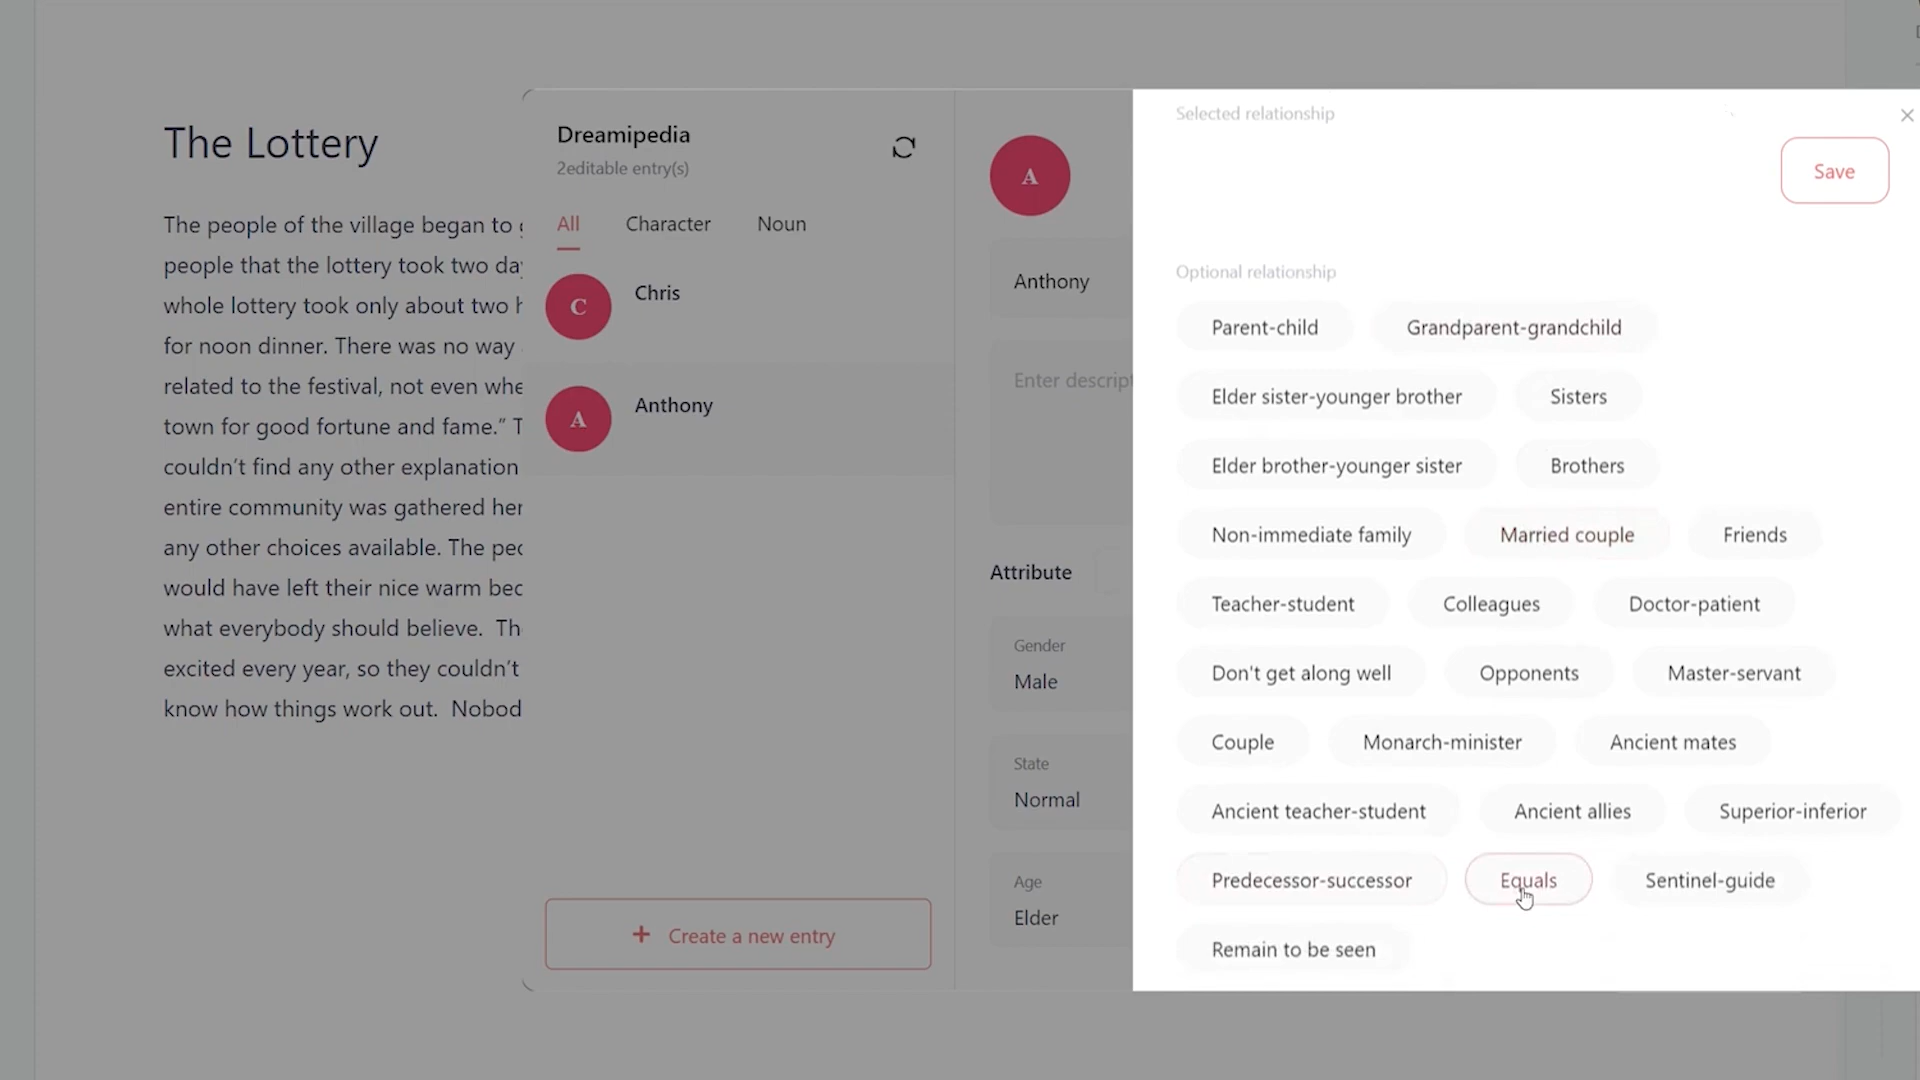 The Lottery
The people of the village began to
people that the lottery took two da
whole lottery took only about two h
for noon dinner. There was no way
related to the festival, not even whe
town for good fortune and fame.” T
couldn’t find any other explanation
entire community was gathered her
any other choices available. The pe
would have left their nice warm be
what everybody should believe. Th
excited every year, so they couldn’t
know how things work out. Nobod
Dreamipedia
2editable entry(s)
All Character Noun
C Chris
A Anthony
+ Create a new entry
A
Anthony
Enter descript
Attribute
Gender
Male
State
Normal
Age
Elder
Selected relationship
Save
Optional relationship
Parent-child Grandparent-grandchild
Elder sister-younger brother Sisters
Elder brother-younger sister Brothers
Non-immediate family Married couple Friends
Teacher-student Colleagues Doctor-patient
Don't get along well Opponents Master-servant
Couple Monarch-minister Ancient mates
Ancient teacher-student Ancient allies Superior-inferior
Predecessor-successor Equals Sentinel-guide
Remain to be seen